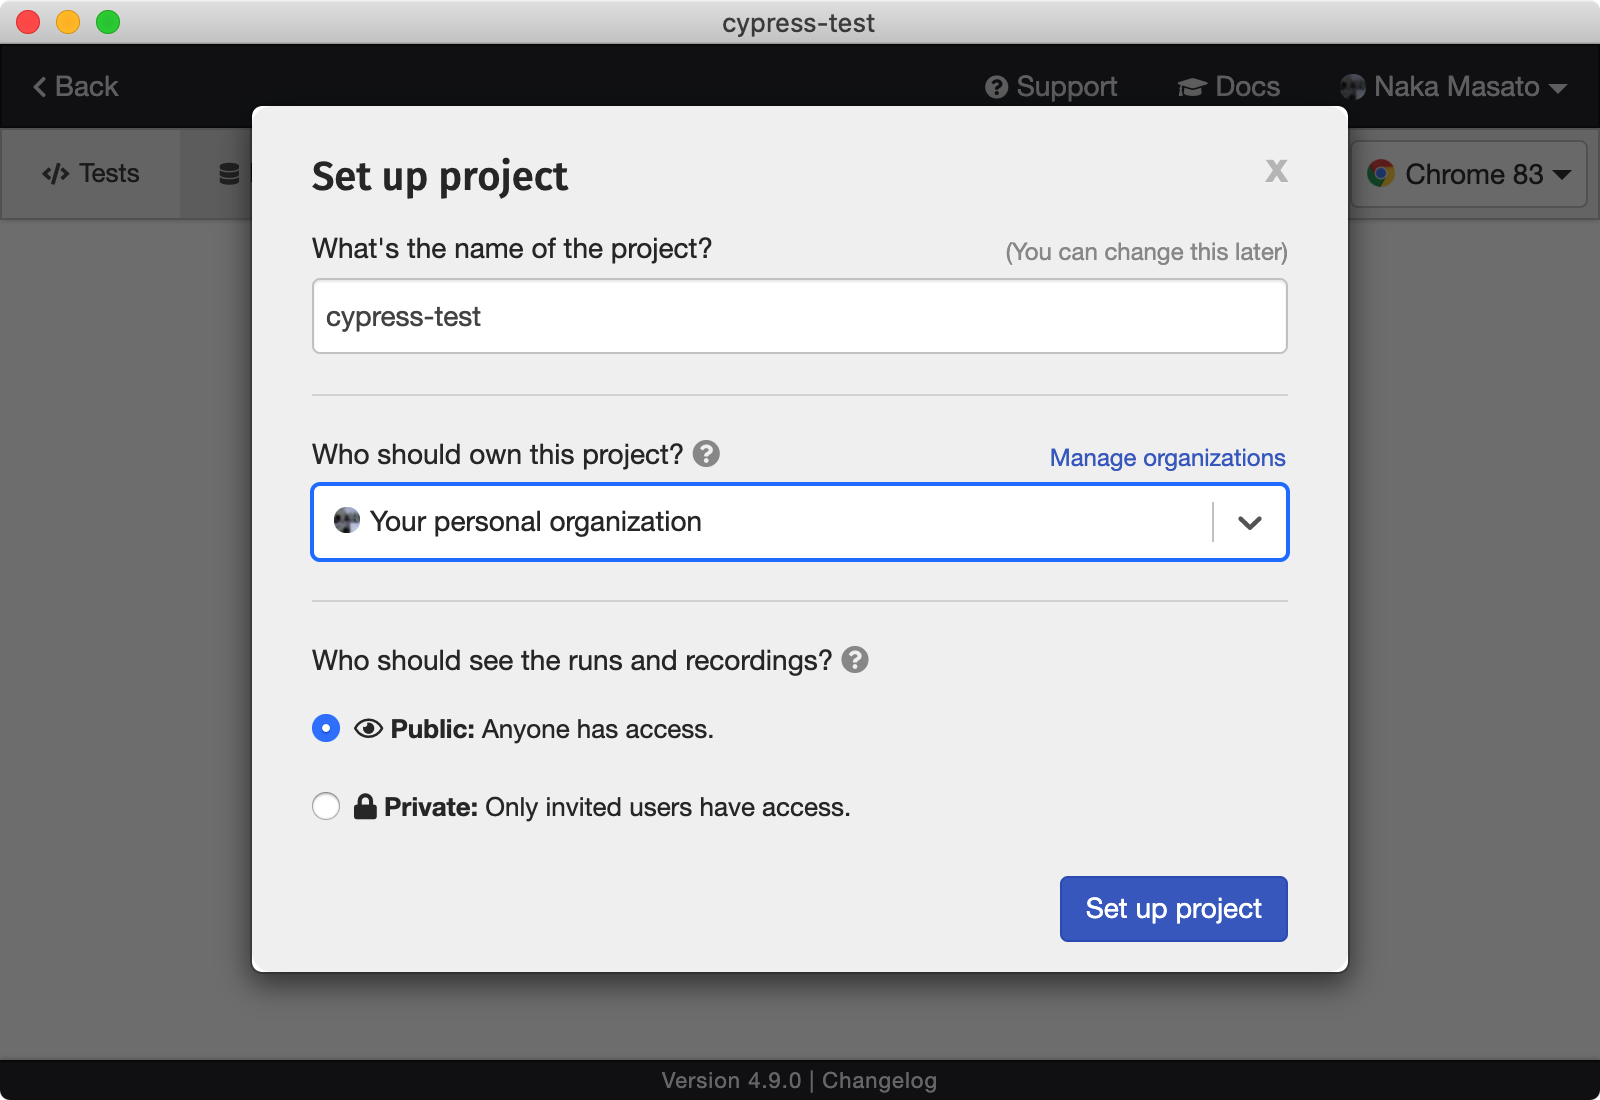 cypress-test
Back
Support
Docs
Naka Masato
Tests
Chrome 83
Set up project
x
What's the name of the project?
(You can change this later)
cypress-test
Who should own this project?
Manage organizations
Your personal organization
Who should see the runs and recordings?
Public: Anyone has access.
Private: Only invited users have access.
Set up project
Version 4.9.0 | Changelog